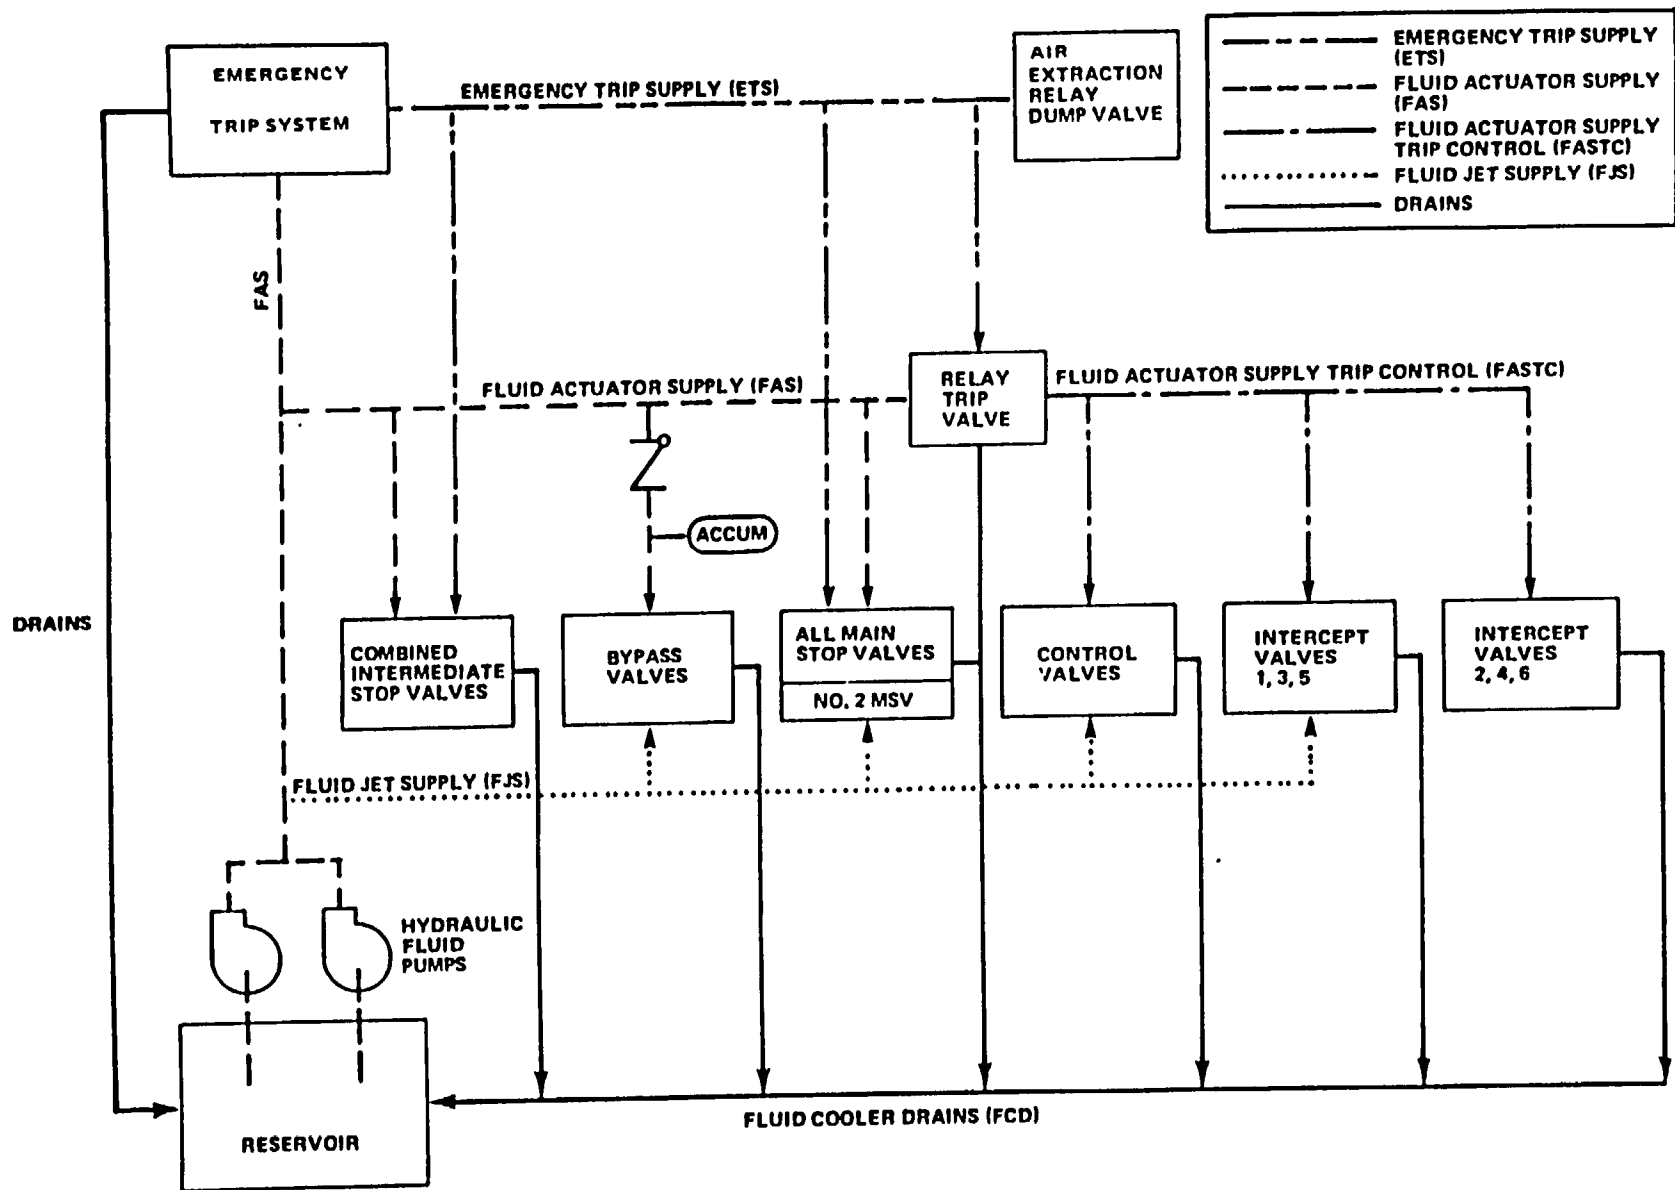 EMERGENCY
TRIP SYSTEM
EMERGENCY TRIP SUPPLY (ETS)
AIR
EXTRACTION
RELAY
DUMP VALVE
EMERGENCY TRIP SUPPLY
(ETS)
FLUID ACTUATOR SUPPLY
(FAS)
FLUID ACTUATOR SUPPLY
TRIP CONTROL (FASTC)
FLUID JET SUPPLY (FJS)
DRAINS
FAS
FLUID ACTUATOR SUPPLY (FAS)
RELAY
TRIP
VALVE
FLUID ACTUATOR SUPPLY TRIP CONTROL (FASTC)
ACCUM
DRAINS
COMBINED
INTERMEDIATE
STOP VALVES
BYPASS
VALVES
ALL MAIN
STOP VALVES
NO. 2 MSV
CONTROL
VALVES
INTERCEPT
VALVES
1, 3, 5
INTERCEPT
VALVES
2, 4, 6
FLUID JET SUPPLY (FJS)
HYDRAULIC
FLUID
PUMPS
FLUID COOLER DRAINS (FCD)
RESERVOIR